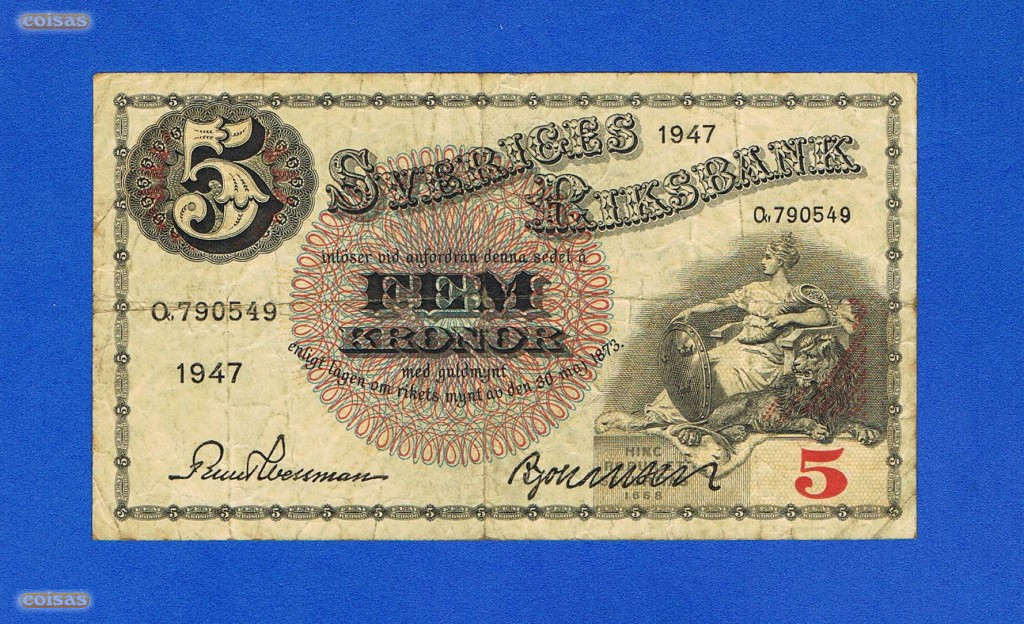 coisas
5
SVERIGES
1947
RIKSBANK
O, 790549
inlöser vid anfordran denna sedel å
FEM
O, 790549
KRONOR
med guldmynt
enligt lagen om rikets mynt av den 30 maj 1873.
1947
HINC
1668
5
coisas